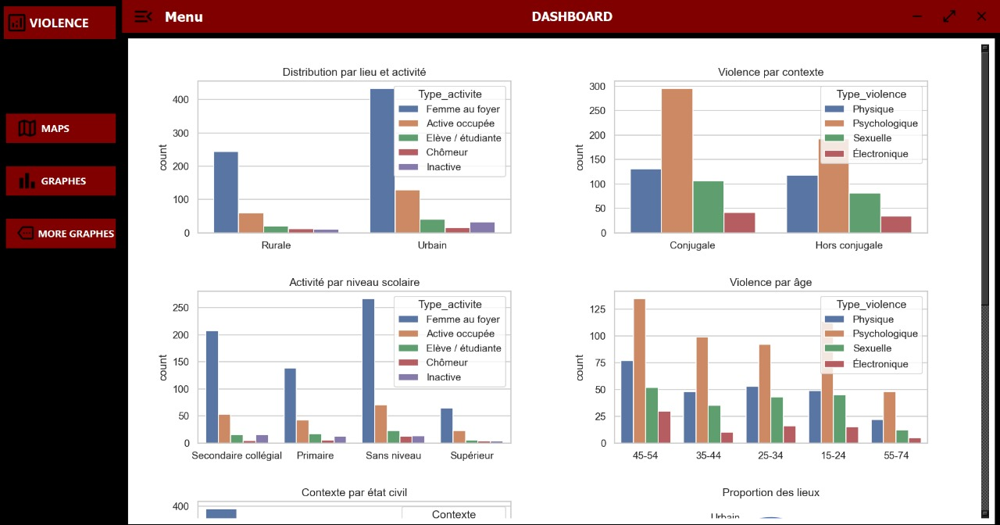 VIOLENCE
Menu
DASHBOARD
MAPS
GRAPHES
MORE GRAPHES
Distribution par lieu et activité
count
400
300
200
100
0
Rurale
Urbain
Type_activite
Femme au foyer
Active occupée
Elève / étudiante
Chômeur
Inactive
Violence par contexte
count
300
250
200
150
100
50
0
Conjugale
Hors conjugale
Type_violence
Physique
Psychologique
Sexuelle
Électronique
Activité par niveau scolaire
count
250
200
150
100
50
0
Secondaire collégial
Primaire
Sans niveau
Supérieur
Type_activite
Femme au foyer
Active occupée
Elève / étudiante
Chômeur
Inactive
Violence par âge
count
125
100
75
50
25
0
45-54
35-44
25-34
15-24
55-74
Type_violence
Physique
Psychologique
Sexuelle
Électronique
Contexte par état civil
400
Contexte
Proportion des lieux
Urbain